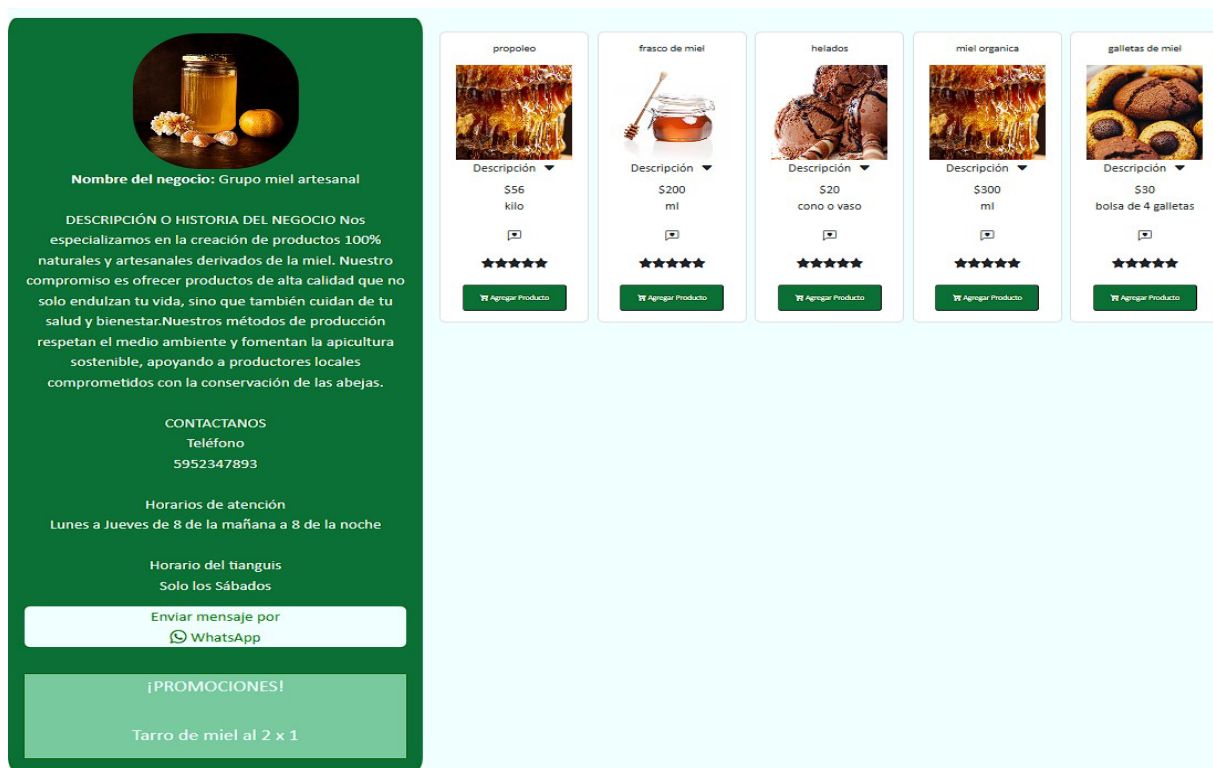 Nombre del negocio: Grupo miel artesanal
DESCRIPCIÓN O HISTORIA DEL NEGOCIO Nos
especializamos en la creación de productos 100%
naturales y artesanales derivados de la miel. Nuestro
compromiso es ofrecer productos de alta calidad que no
solo endulzan tu vida, sino que también cuidan de tu
salud y bienestar.Nuestros métodos de producción
respetan el medio ambiente y fomentan la apicultura
sostenible, apoyando a productores locales
comprometidos con la conservación de las abejas.
CONTACTANOS
Teléfono
5952347893
Horarios de atención
Lunes a Jueves de 8 de la mañana a 8 de la noche
Horario del tianguis
Solo los Sábados
Enviar mensaje por
WhatsApp
¡PROMOCIONES!
Tarro de miel al 2 x 1
propoleo
Descripción
$56
kilo
Agregar Producto
frasco de miel
Descripción
$200
ml
Agregar Producto
helados
Descripción
$20
cono o vaso
Agregar Producto
miel organica
Descripción
$300
ml
Agregar Producto
galletas de miel
Descripción
$30
bolsa de 4 galletas
Agregar Producto